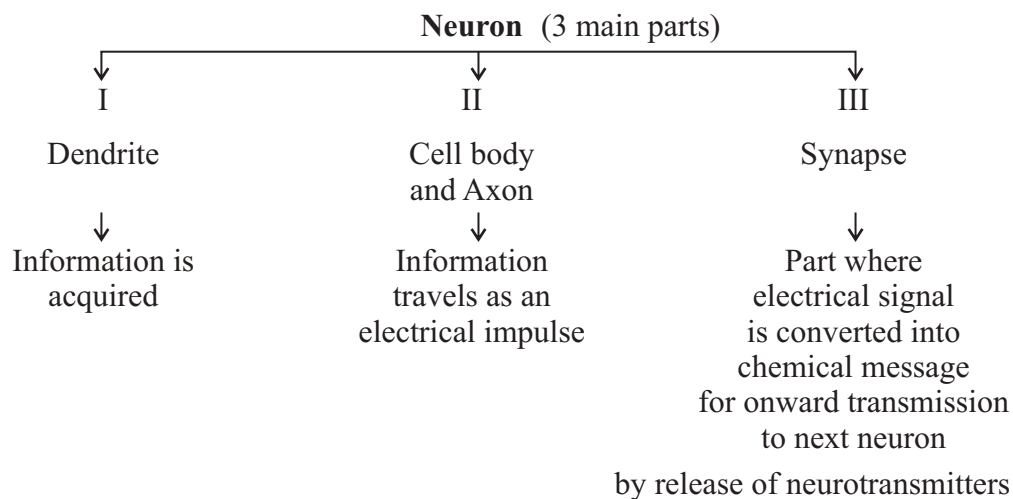 Neuron (3 main parts)
I
II
III
Dendrite
Cell body
and Axon
Synapse
Information is
acquired
Information
travels as an
electrical impulse
Part where
electrical signal
is converted into
chemical message
for onward transmission
to next neuron
by release of neurotransmitters